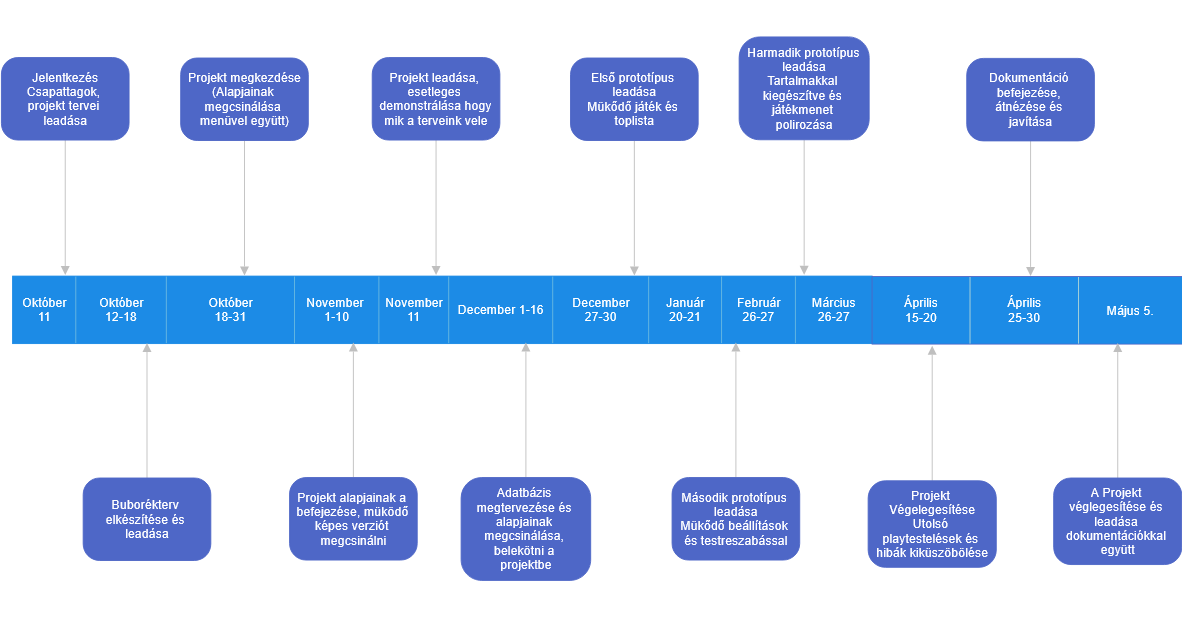 Jelentkezés
Csapattagok,
projekt tervei
leadása
Projekt megkezdése
(Alapjainak
megcsinálása
menüvel együtt)
Projekt leadása,
esetleges
demonstrálása hogy
mik a terveink vele
Első prototípus
leadása
Müködő játék és
toplista
Harmadik prototípus
leadása
Tartalmakkal
kiegészítve és
játékmenet
polirozása
Dokumentáció
befejezése,
átnézése és
javítása
Október
11
Október
12-18
Október
18-31
November
1-10
November
11
December 1-16
December
27-30
Január
20-21
Február
26-27
Március
26-27
Április
15-20
Április
25-30
Május 5.
Buborékterv
elkészítése és
leadása
Projekt alapjainak a
befejezése, müködő
képes verziót
megcsinálni
Adatbázis
megtervezése és
alapjainak
megcsinálása,
belekötni a
projektbe
Második prototípus
leadása
Müködő beállítások
és testreszabással
Projekt
Végelegesítése
Utolsó
playtestelések és
hibák kiküszöbölése
A Projekt
véglegesítése és
leadása
dokumentációkkal
együtt